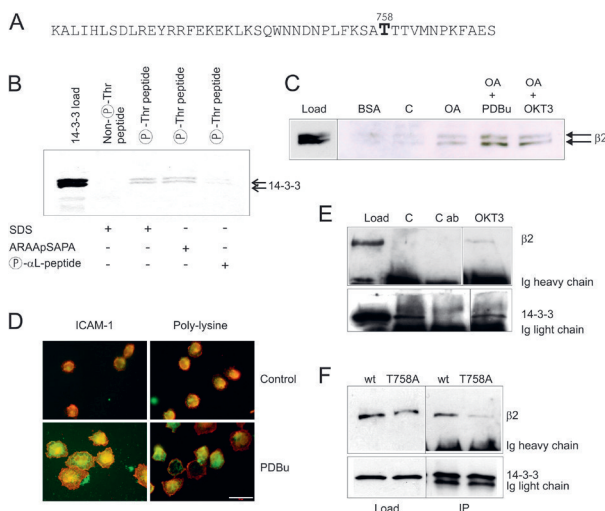 A
758
KALIHLSDLREYRRFEKEKLKSQWNNDNPLFKSATTTVMNPKFAES
B
14-3-3 load
Non-Ⓟ-Thr peptide
Ⓟ-Thr peptide
Ⓟ-Thr peptide
Ⓟ-Thr peptide
14-3-3
SDS + + - -
ARAApSAPA - - + -
Ⓟ-αL-peptide - - - +
C
Load BSA C OA OA + PDBu OA + OKT3
β2
D
ICAM-1 Poly-lysine
Control
PDBu
E
Load C C ab OKT3
β2
Ig heavy chain
14-3-3
Ig light chain
F
wt T758A wt T758A
β2
Ig heavy chain
14-3-3
Ig light chain
Load IP